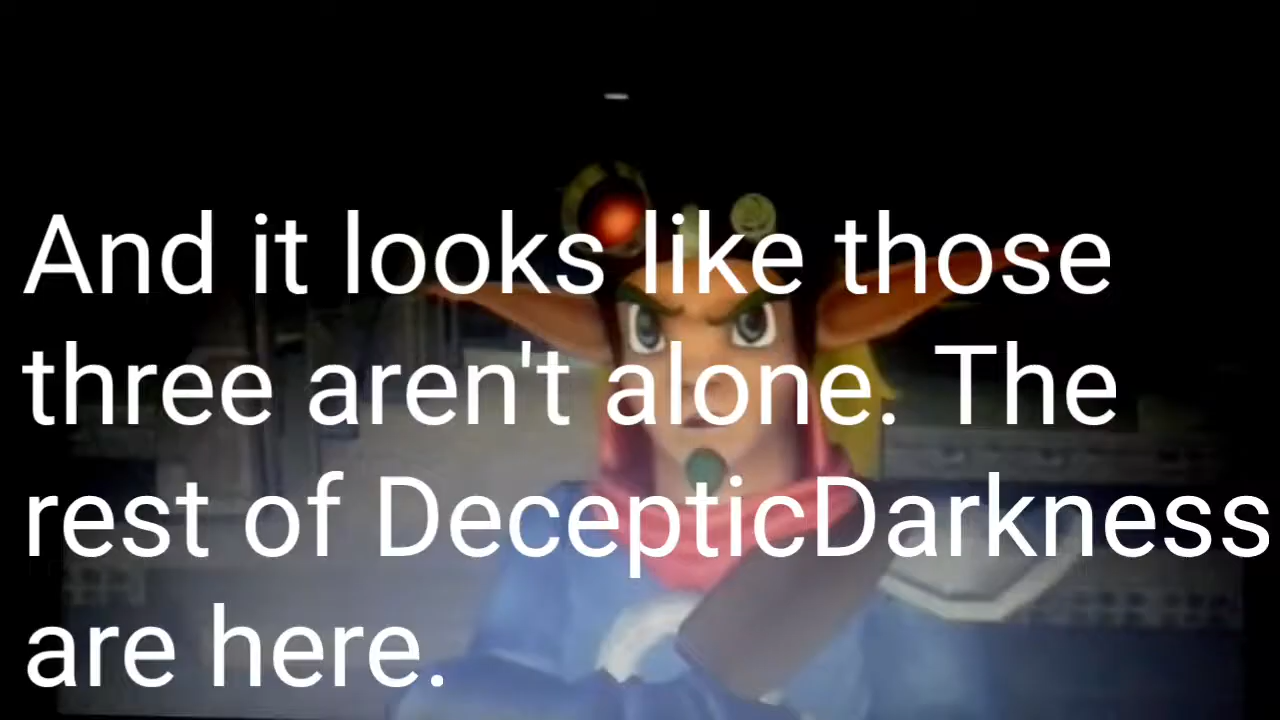 And it looks like those
three aren't alone. The
rest of DecepticDarkness
are here.